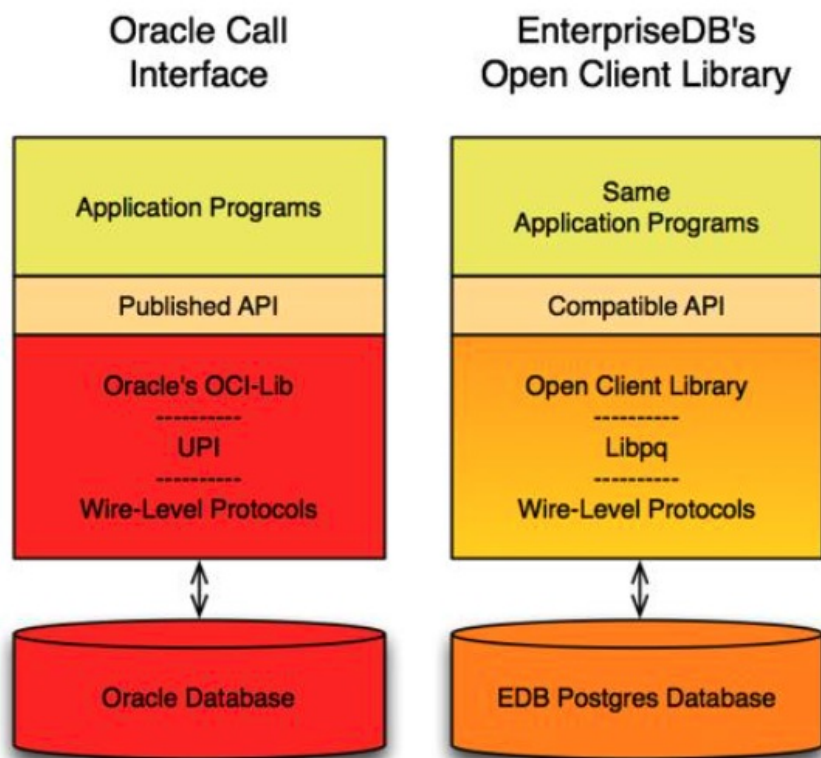 Oracle Call
Interface
Application Programs
Published API
Oracle's OCI-Lib
----------
UPI
----------
Wire-Level Protocols
Oracle Database
EnterpriseDB's
Open Client Library
Same
Application Programs
Compatible API
Open Client Library
----------
Libpq
----------
Wire-Level Protocols
EDB Postgres Database